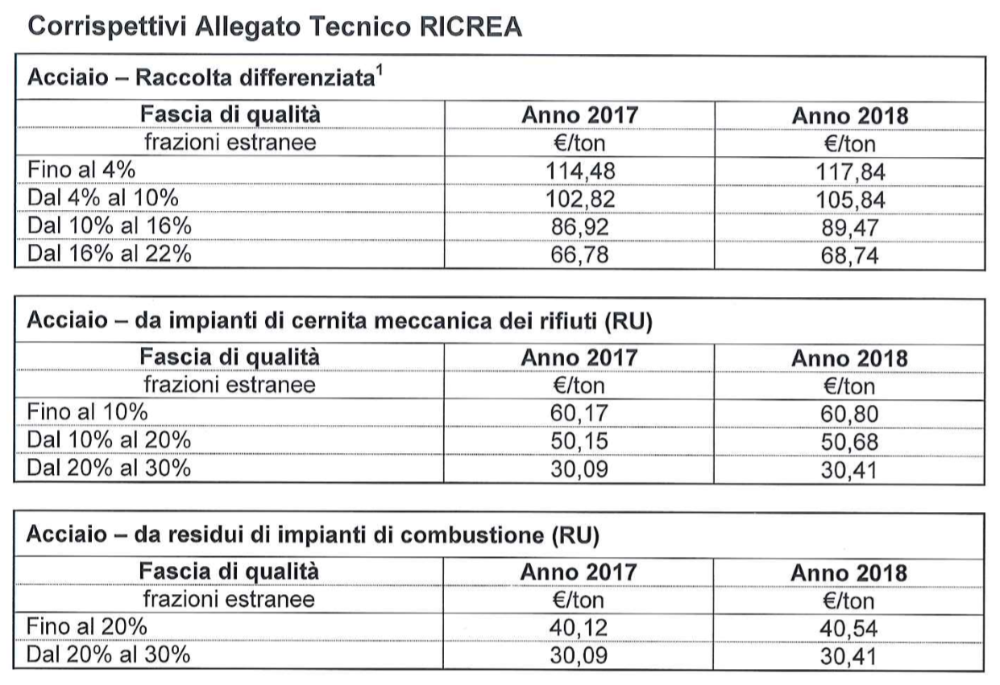 Corrispettivi Allegato Tecnico RICREA
Acciaio – Raccolta differenziata¹
Fascia di qualità Anno 2017 Anno 2018
frazioni estranee €/ton €/ton
Fino al 4% 114,48 117,84
Dal 4% al 10% 102,82 105,84
Dal 10% al 16% 86,92 89,47
Dal 16% al 22% 66,78 68,74
Acciaio – da impianti di cernita meccanica dei rifiuti (RU)
Fascia di qualità Anno 2017 Anno 2018
frazioni estranee €/ton €/ton
Fino al 10% 60,17 60,80
Dal 10% al 20% 50,15 50,68
Dal 20% al 30% 30,09 30,41
Acciaio – da residui di impianti di combustione (RU)
Fascia di qualità Anno 2017 Anno 2018
frazioni estranee €/ton €/ton
Fino al 20% 40,12 40,54
Dal 20% al 30% 30,09 30,41